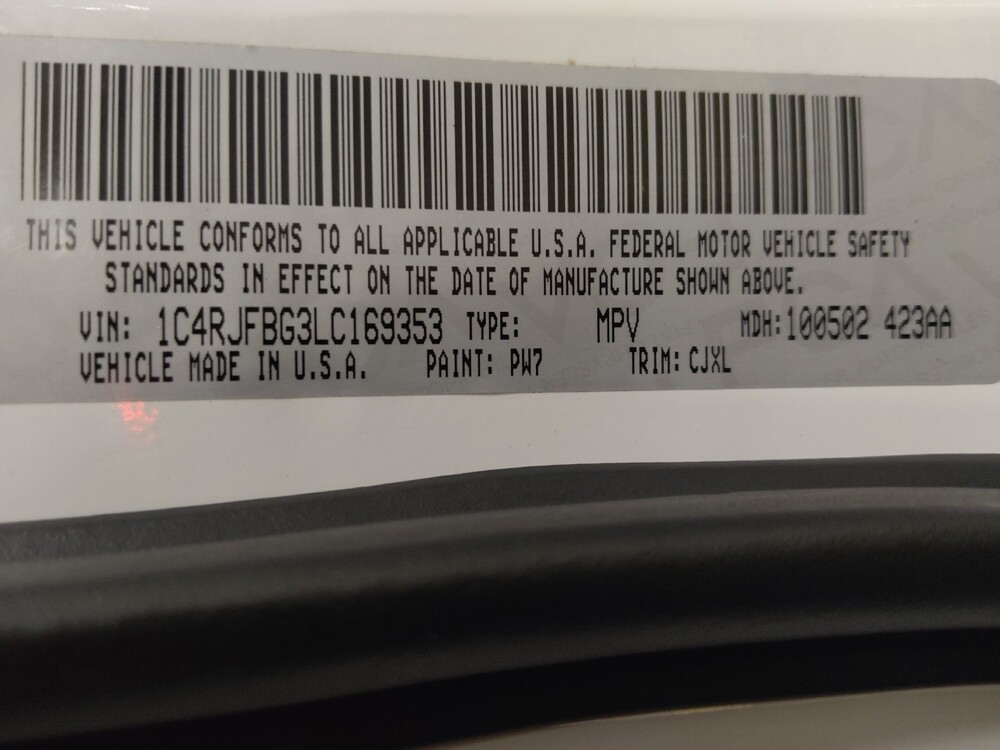 THIS VEHICLE CONFORMS TO ALL APPLICABLE U.S.A. FEDERAL MOTOR VEHICLE SAFETY
STANDARDS IN EFFECT ON THE DATE OF MANUFACTURE SHOWN ABOVE.
VIN: 1C4RJFBG3LC169353 TYPE: MPV MDH:100502 423AA
VEHICLE MADE IN U.S.A. PAINT: PW7 TRIM: CJXL